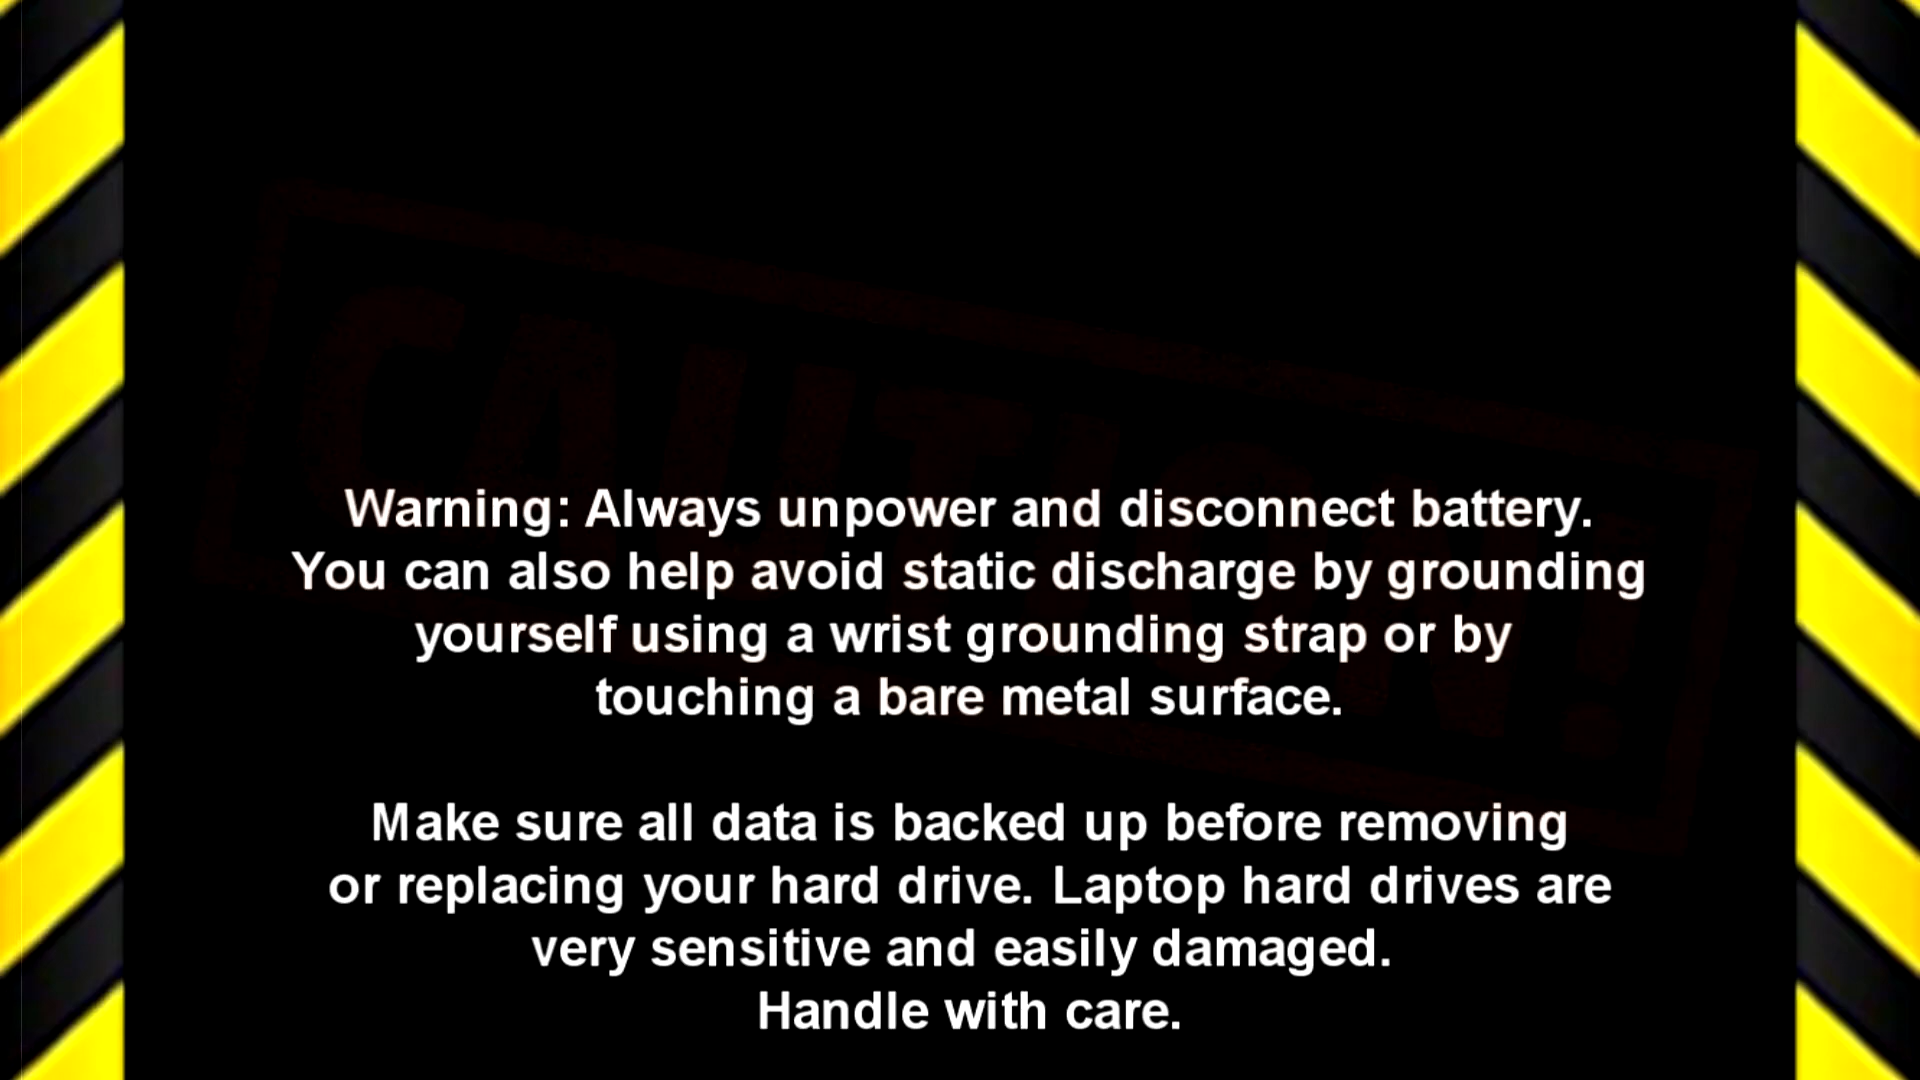 CAUTION!
Warning: Always unpower and disconnect battery.
You can also help avoid static discharge by grounding
yourself using a wrist grounding strap or by
touching a bare metal surface.
Make sure all data is backed up before removing
or replacing your hard drive. Laptop hard drives are
very sensitive and easily damaged.
Handle with care.